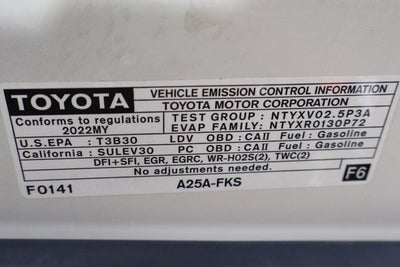 TOYOTA VEHICLE EMISSION CONTROL INFORMATION
TOYOTA MOTOR CORPORATION
Conforms to regulations TEST GROUP : NTYXV02.5P3A
2022MY EVAP FAMILY: NTYXR0130P72
U.S.EPA : T3B30 LDV OBD : CAII Fuel : Gasoline
California : SULEV30 PC OBD : CAII Fuel : Gasoline
DFI+SFI, EGR, EGRC, WR-HO2S(2), TWC(2)
No adjustments needed.
F0141 A25A-FKS F6